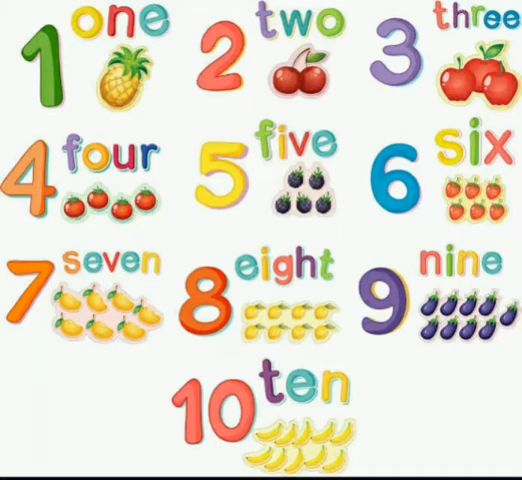 1 one
2 two
3 three
4 four
5 five
6 six
7 seven
8 eight
9 nine
10 ten